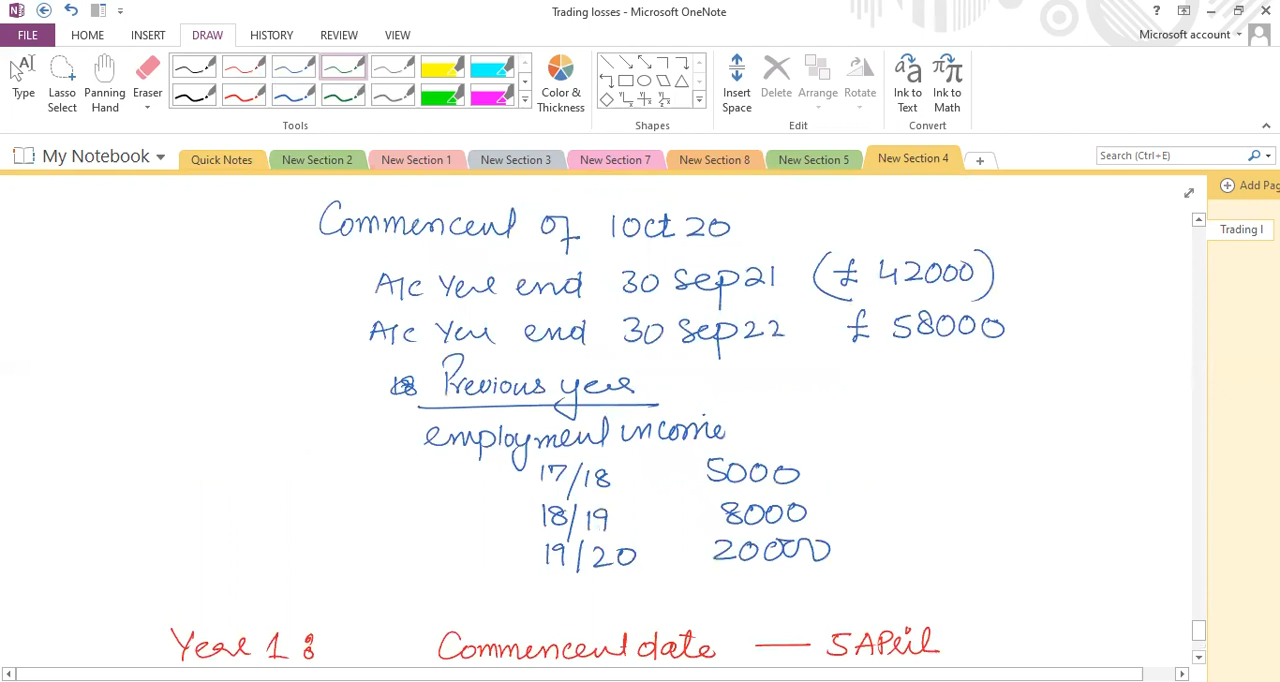 Trading losses - Microsoft OneNote
?
FILE HOME INSERT DRAW HISTORY REVIEW VIEW
Microsoft account
Type
Lasso Select
Panning Hand
Eraser
Color & Thickness
Insert Space
Delete
Arrange
Rotate
Ink to Text
Ink to Math
Tools
Shapes
Edit
Convert
My Notebook
Quick Notes
New Section 2
New Section 1
New Section 3
New Section 7
New Section 8
New Section 5
New Section 4
Search (Ctrl+E)
Add Pag
Trading l
Commencent of 1 Oct 20
A/c Year end 30 Sep 21 (£ 42000)
A/c Year end 30 Sep 22 £ 58000
Previous year
employment income
17/18 5000
18/19 8000
19/20 20000
Year 1 : Commencent date — 5 APril